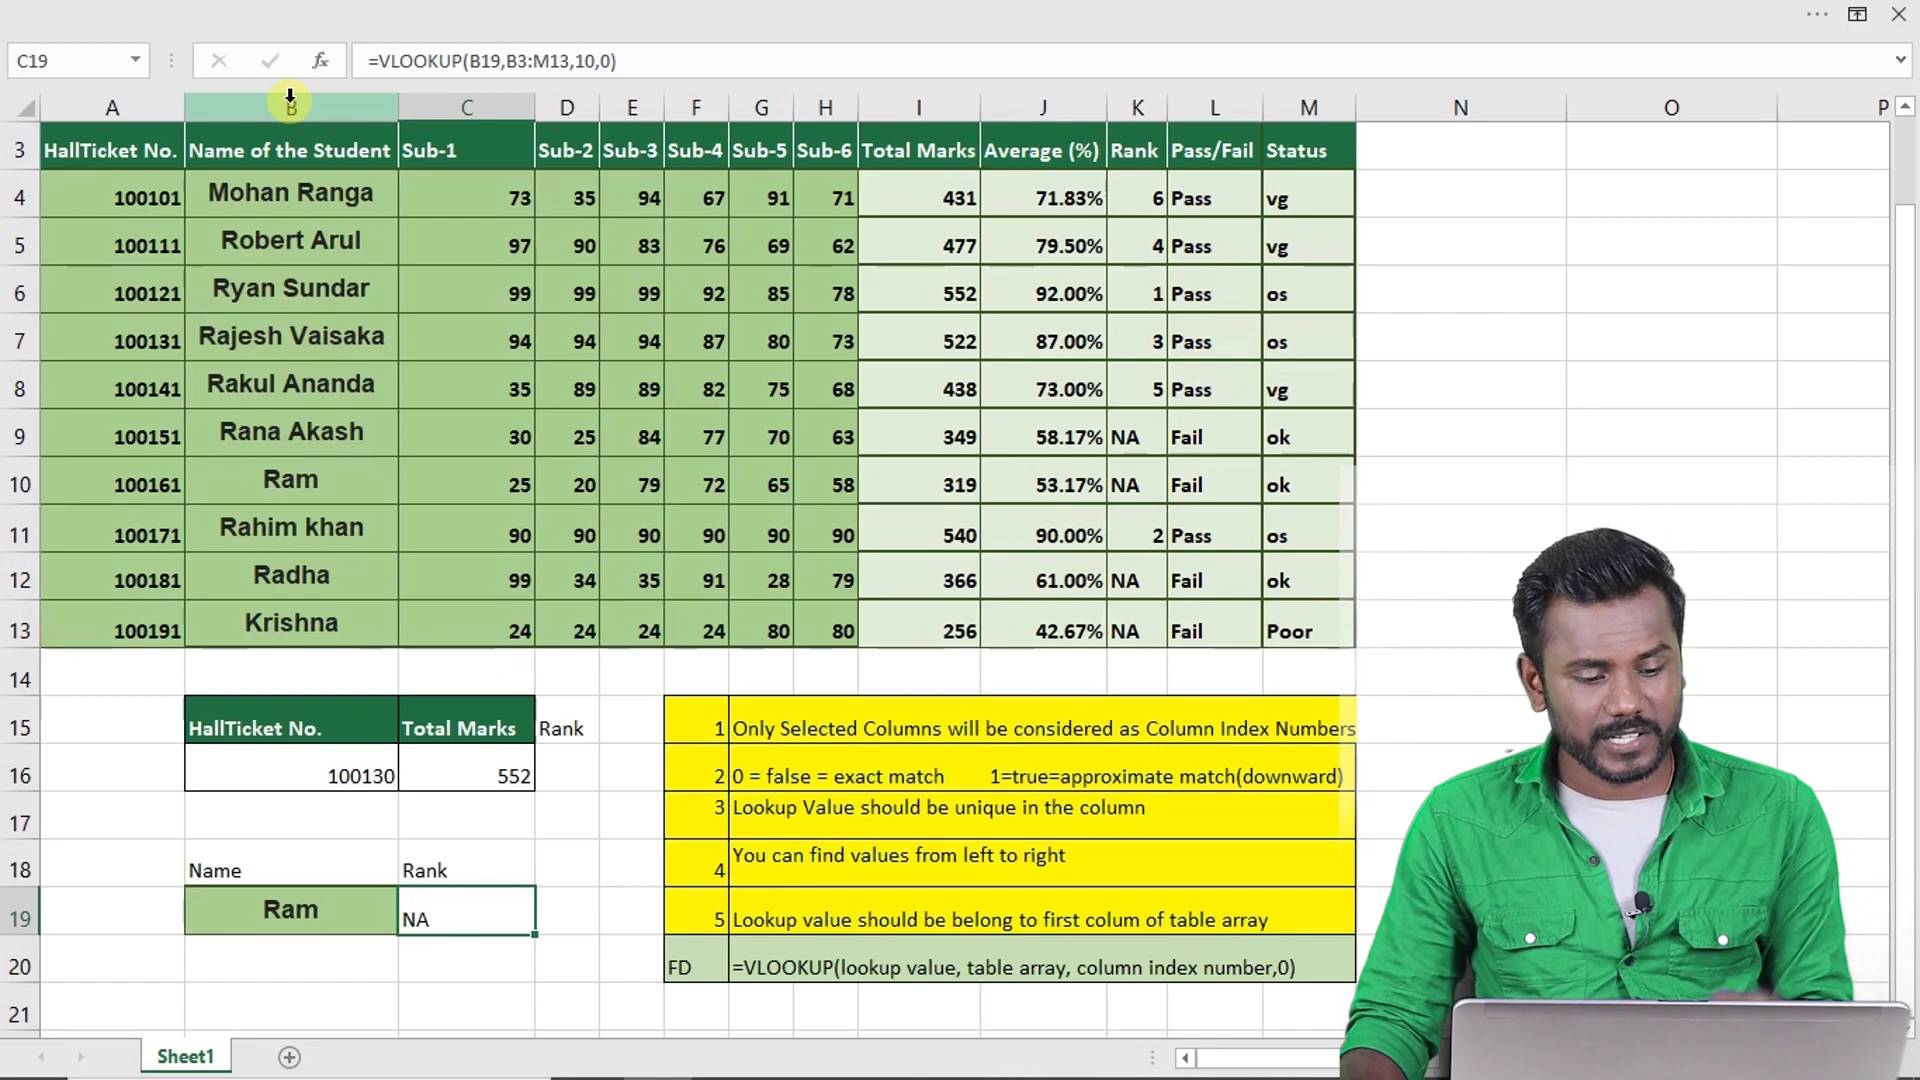 C19 fx =VLOOKUP(B19,B3:M13,10,0)
A B C D E F G H I J K L M N O P
3 HallTicket No. Name of the Student Sub-1 Sub-2 Sub-3 Sub-4 Sub-5 Sub-6 Total Marks Average (%) Rank Pass/Fail Status
4 100101 Mohan Ranga 73 35 94 67 91 71 431 71.83% 6 Pass vg
5 100111 Robert Arul 97 90 83 76 69 62 477 79.50% 4 Pass vg
6 100121 Ryan Sundar 99 99 99 92 85 78 552 92.00% 1 Pass os
7 100131 Rajesh Vaisaka 94 94 94 87 80 73 522 87.00% 3 Pass os
8 100141 Rakul Ananda 35 89 89 82 75 68 438 73.00% 5 Pass vg
9 100151 Rana Akash 30 25 84 77 70 63 349 58.17% NA Fail ok
10 100161 Ram 25 20 79 72 65 58 319 53.17% NA Fail ok
11 100171 Rahim khan 90 90 90 90 90 90 540 90.00% 2 Pass os
12 100181 Radha 99 34 35 91 28 79 366 61.00% NA Fail ok
13 100191 Krishna 24 24 24 24 80 80 256 42.67% NA Fail Poor
14
15 HallTicket No. Total Marks Rank 1 Only Selected Columns will be considered as Column Index Numbers
16 100130 552 2 0 = false = exact match 1=true=approximate match(downward)
17 3 Lookup Value should be unique in the column
18 Name Rank 4 You can find values from left to right
19 Ram NA 5 Lookup value should be belong to first colum of table array
20 FD =VLOOKUP(lookup value, table array, column index number,0)
21
Sheet1